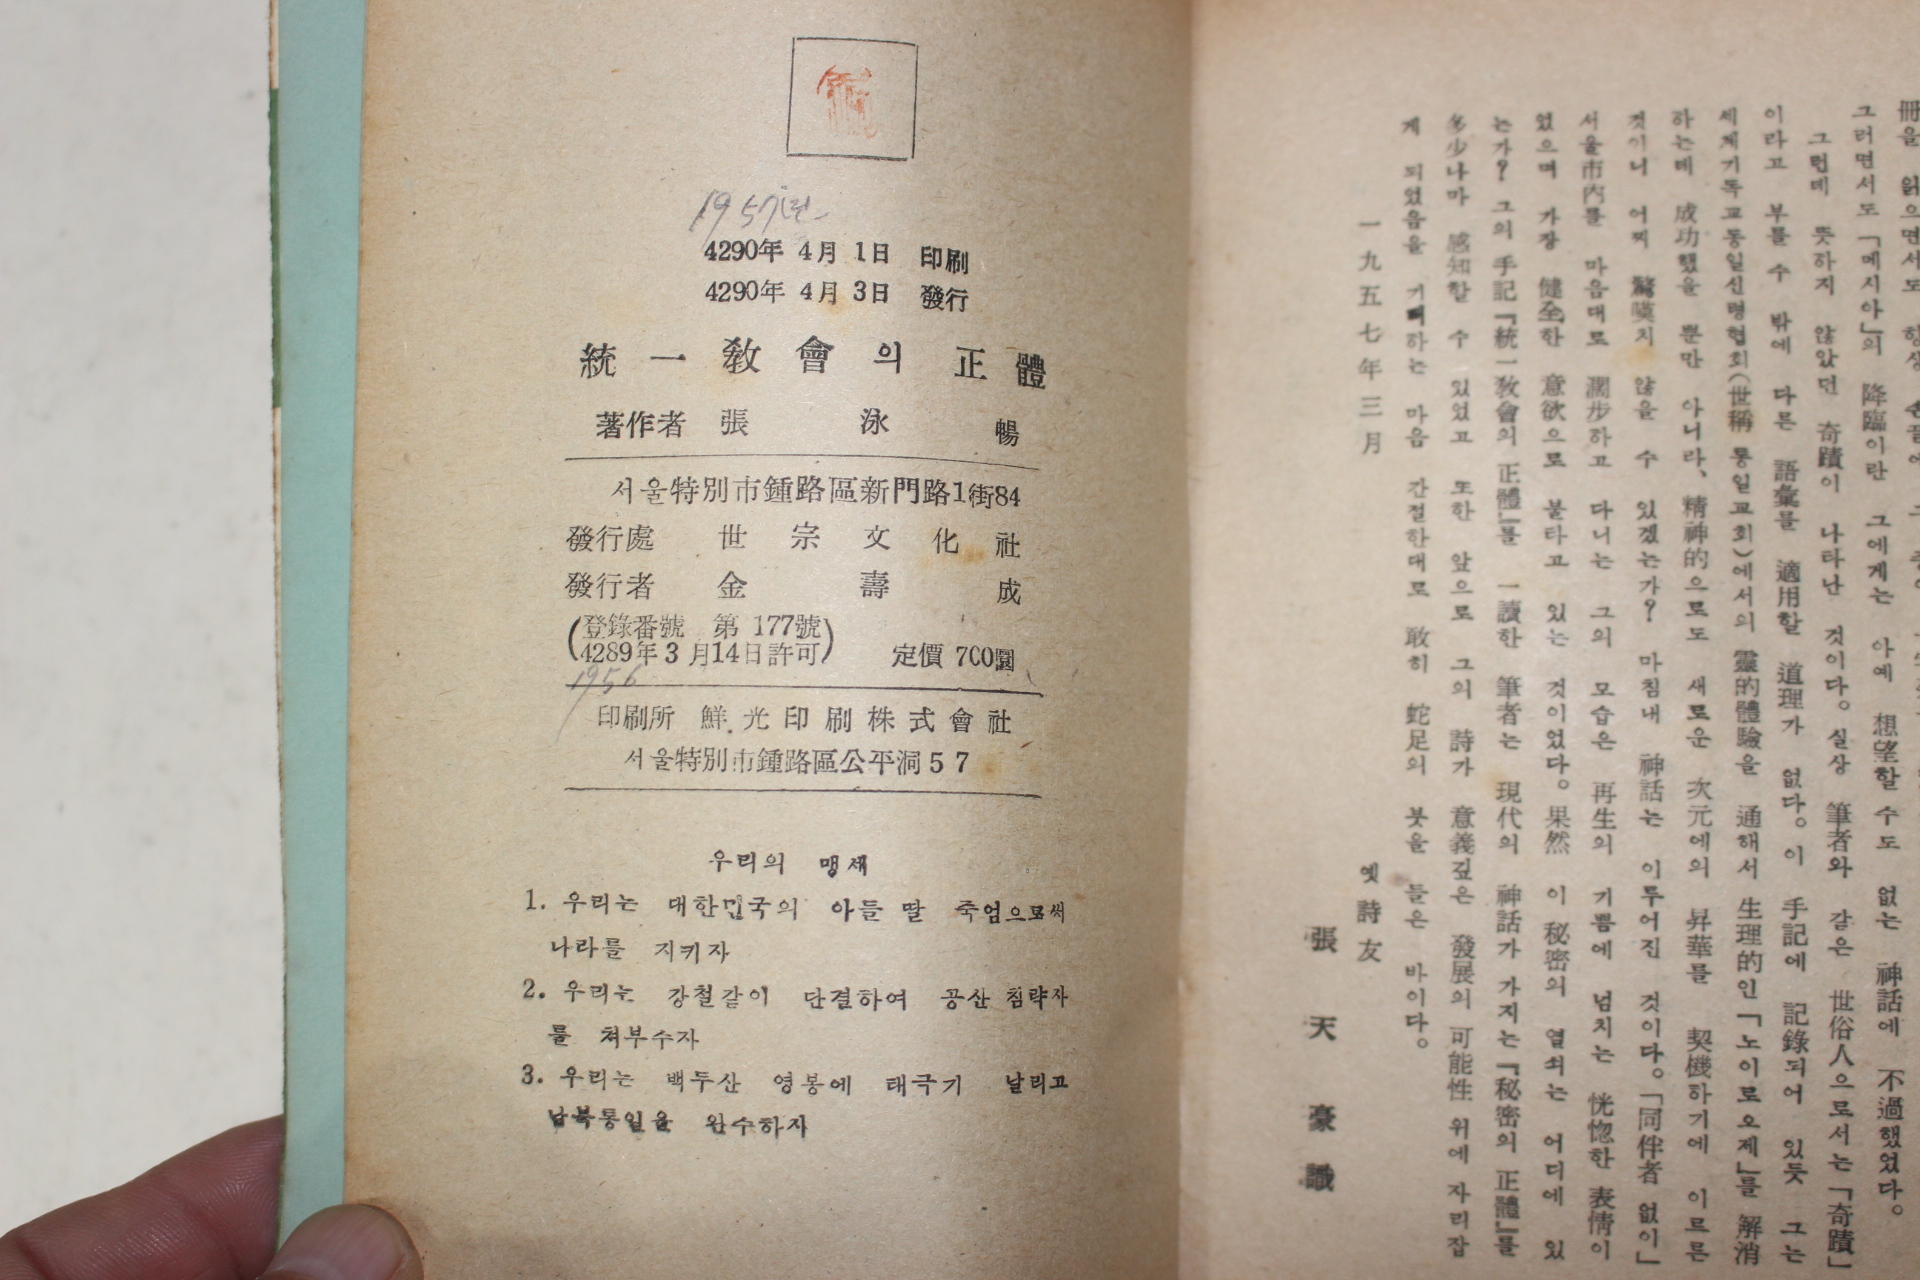 1957년
4290年 4月 1日 印刷
4290年 4月 3日 發行
統一敎會의 正體
著作者 張泳暢
서울特別市鍾路區新門路1街84
發行處 世宗文化社
發行者 金壽成
(登錄番號 第 177號
4289年 3月14日許可) 定價 700圜
1956
印刷所 鮮光印刷株式會社
서울特別市鍾路區公平洞57
우리의 맹세
1. 우리는 대한민국의 아들 딸 죽엄으로써
나라를 지키자
2. 우리는 강철같이 단결하여 공산 침략자
를 쳐부수자
3. 우리는 백두산 영봉에 태극기 날리고
남북통일을 완수하자
그러면서도 「메시아」의 降臨이란 그에게는 아예 想望할 수도 없는 神話에 不過했었다。
그런데 뜻하지 않았던 奇蹟이 나타난 것이다。실상 筆者와 같은 世俗人으로서는 「奇蹟」
이라고 부를 수 밖에 다른 語彙를 適用할 道理가 없다。이 手記에 記錄되어 있듯 그는
세계기독교통일신령협회(世稱 통일교회)에서의 靈的體驗을 通해서 生理的인 「노이로오제」를 解消
하는데 成功했을 뿐만 아니라、精神的으로도 새로운 次元에의 昇華를 契機하기에 이르른
것이니 어찌 驚嘆치 않을 수 있겠는가? 마침내 神話는 이루어진 것이다。「同伴者 없이」
서울市內를 마음대로 濶步하고 다니는 그의 모습은 再生의 기쁨에 넘치는 恍惚한 表情이
었으며 가장 健全한 意欲으로 불타고 있는 것이었다。果然 이 秘密의 열쇠는 어디에 있
는가? 그의 手記 『統一敎會의 正體』를 一讀한 筆者는 現代의 神話가 가지는 『秘密의 正體』를
多少나마 感知할 수 있었고 또한 앞으로 그의 詩가 意義깊은 發展의 可能性 위에 자리잡
게 되었음을 기뻐하는 마음 간절한대로 敢히 蛇足의 붓을 들은 바이다。
一九五七年三月
옛詩友
張天豪 識